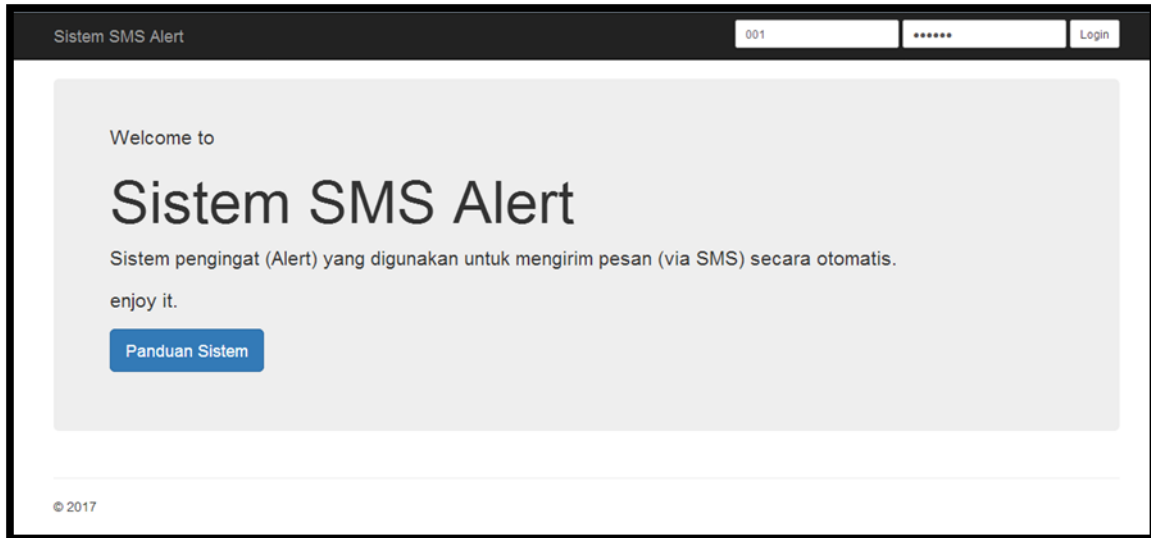 Sistem SMS Alert
001
••••••
Login
Welcome to
Sistem SMS Alert
Sistem pengingat (Alert) yang digunakan untuk mengirim pesan (via SMS) secara otomatis.
enjoy it.
Panduan Sistem
© 2017